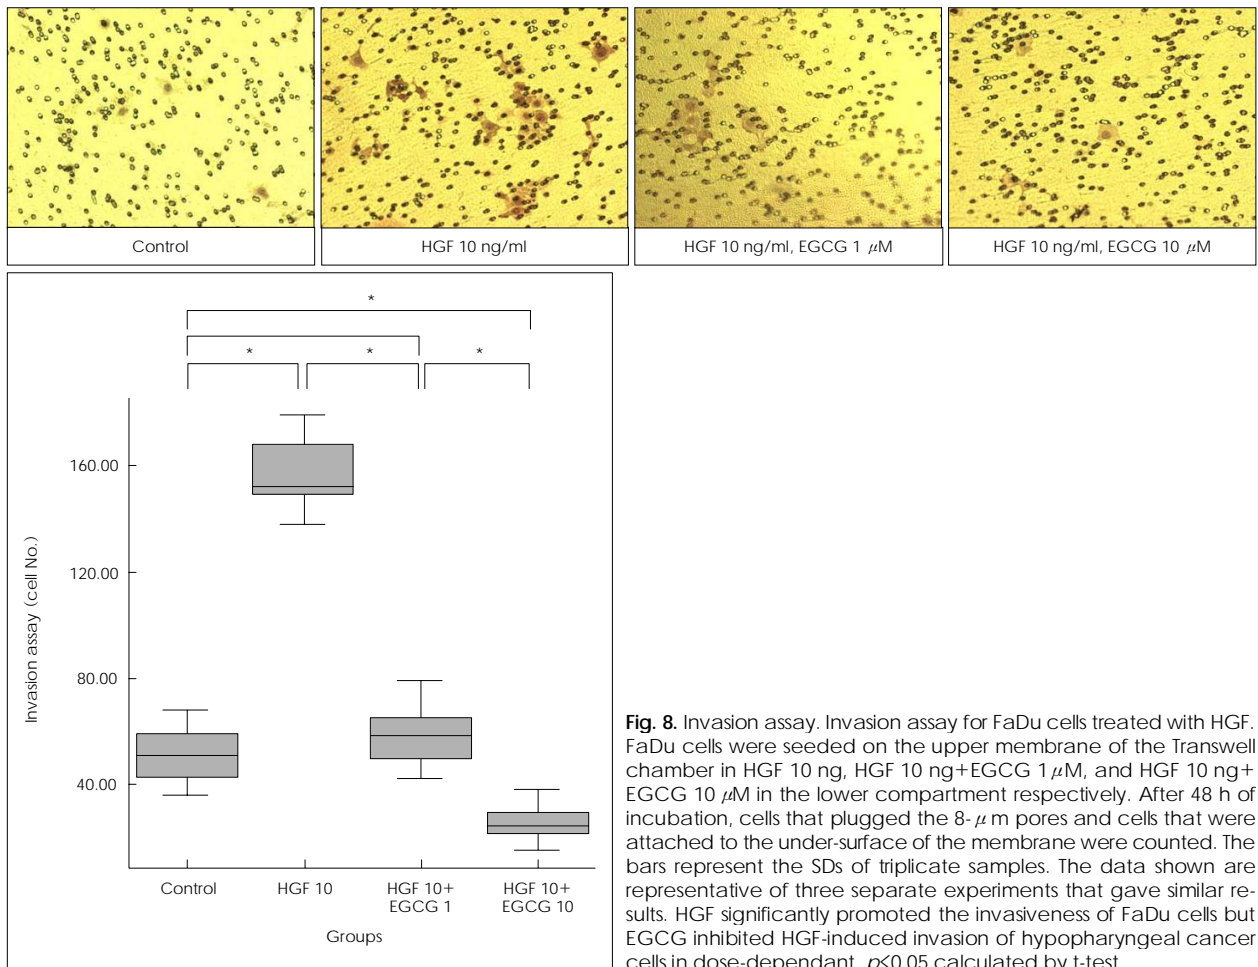 Control
HGF 10 ng/ml
HGF 10 ng/ml, EGCG 1 μM
HGF 10 ng/ml, EGCG 10 μM
*
* * *
160.00
120.00
80.00
40.00
Invasion assay (cell No.)
Control
HGF 10
HGF 10+
EGCG 1
HGF 10+
EGCG 10
Groups
Fig. 8. Invasion assay. Invasion assay for FaDu cells treated with HGF.
FaDu cells were seeded on the upper membrane of the Transwell
chamber in HGF 10 ng, HGF 10 ng+EGCG 1 μM, and HGF 10 ng+
EGCG 10 μM in the lower compartment respectively. After 48 h of
incubation, cells that plugged the 8-μm pores and cells that were
attached to the under-surface of the membrane were counted. The
bars represent the SDs of triplicate samples. The data shown are
representative of three separate experiments that gave similar re-
sults. HGF significantly promoted the invasiveness of FaDu cells but
EGCG inhibited HGF-induced invasion of hypopharyngeal cancer
cells in dose-dependant. p<0.05 calculated by t-test